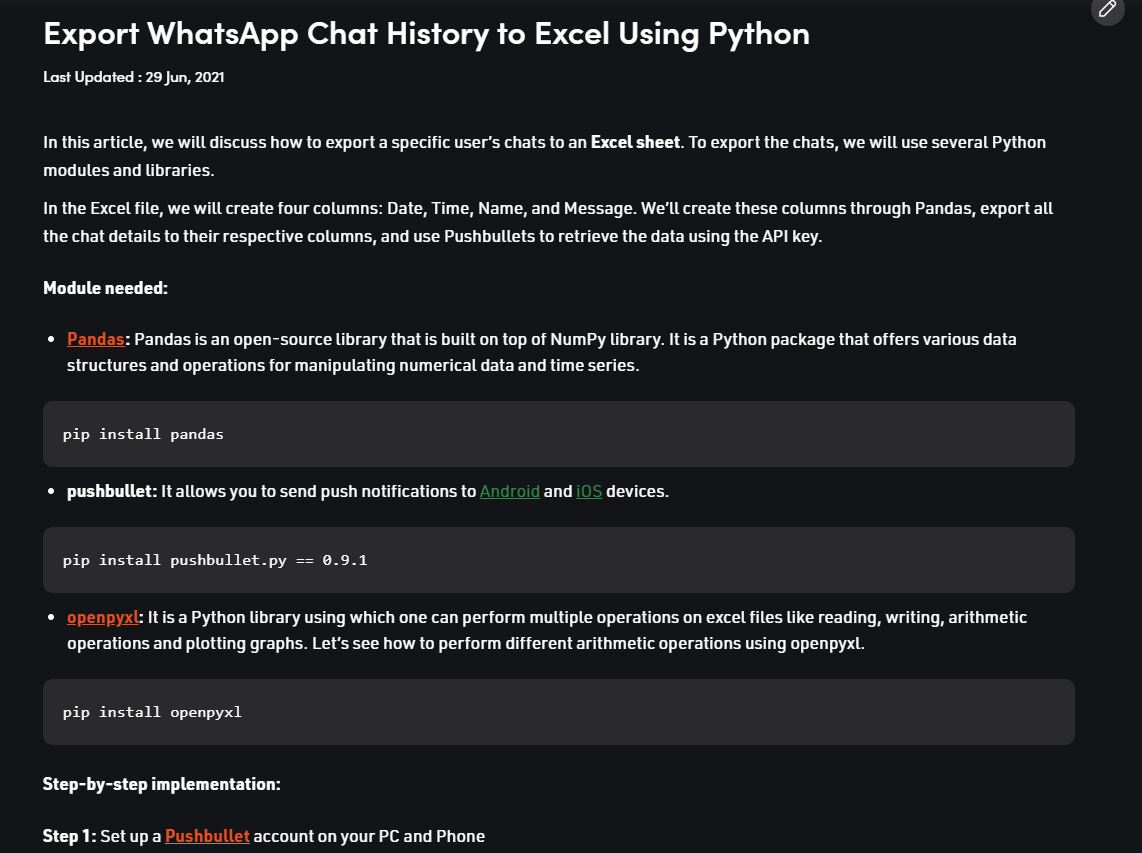 Export WhatsApp Chat History to Excel Using Python
Last Updated : 29 Jun, 2021
In this article, we will discuss how to export a specific user's chats to an Excel sheet. To export the chats, we will use several Python
modules and libraries.
In the Excel file, we will create four columns: Date, Time, Name, and Message. We'll create these columns through Pandas, export all
the chat details to their respective columns, and use Pushbullets to retrieve the data using the API key.
Module needed:
• Pandas: Pandas is an open-source library that is built on top of NumPy library. It is a Python package that offers various data
structures and operations for manipulating numerical data and time series.
pip install pandas
• pushbullet: It allows you to send push notifications to Android and iOS devices.
pip install pushbullet.py == 0.9.1
• openpyxl: It is a Python library using which one can perform multiple operations on excel files like reading, writing, arithmetic
operations and plotting graphs. Let's see how to perform different arithmetic operations using openpyxl.
pip install openpyxl
Step-by-step implementation:
Step 1: Set up a Pushbullet account on your PC and Phone